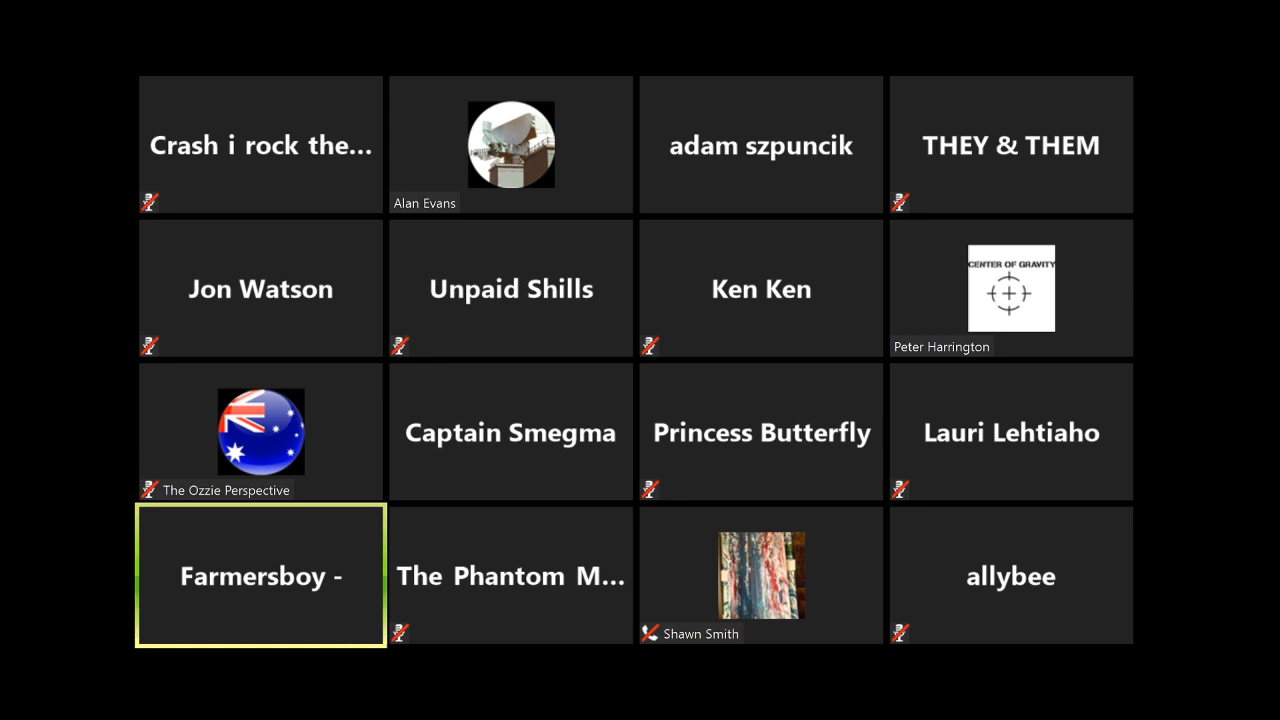 Crash i rock the...
Alan Evans
adam szpuncik
THEY & THEM
Jon Watson
Unpaid Shills
Ken Ken
CENTER OF GRAVITY
Peter Harrington
The Ozzie Perspective
Captain Smegma
Princess Butterfly
Lauri Lehtiaho
Farmersboy -
The Phantom M...
Shawn Smith
allybee